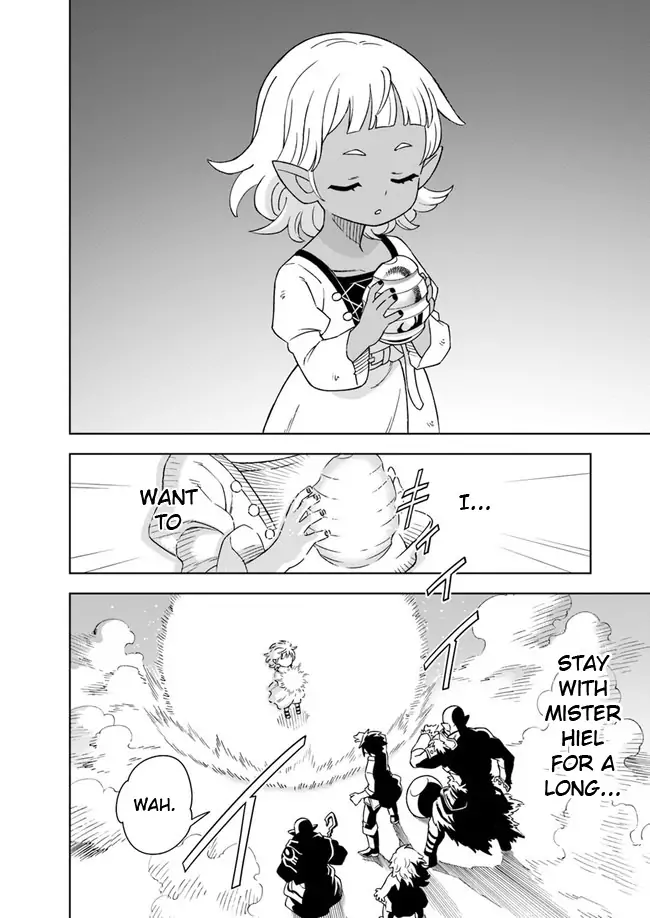 I...
WANT
TO
STAY
WITH
MISTER
HIEL
FOR A
LONG...
WAH.